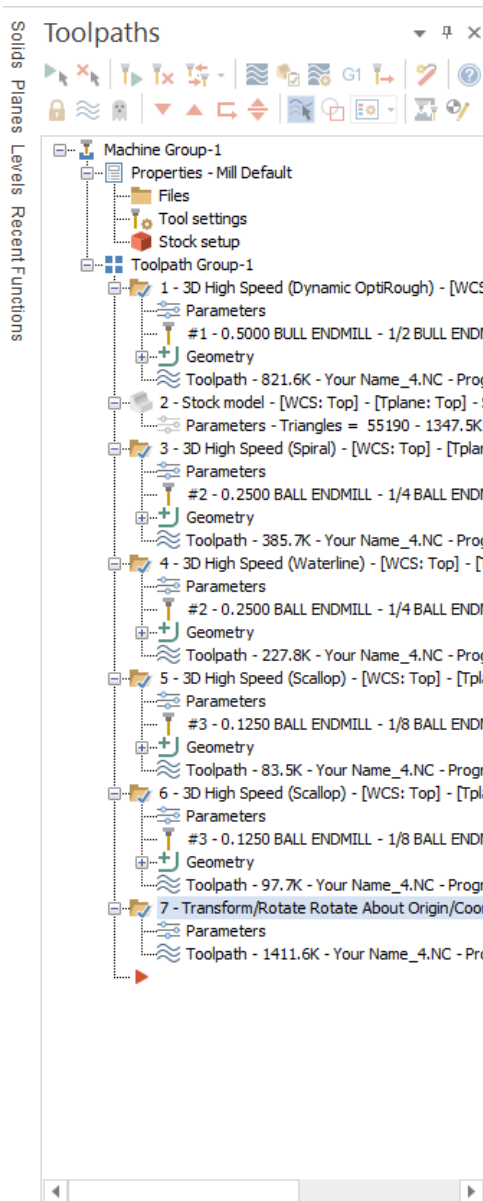 Toolpaths
Solids
Planes
Levels
Recent Functions
G1
Machine Group-1
Properties - Mill Default
Files
Tool settings
Stock setup
Toolpath Group-1
1 - 3D High Speed (Dynamic OptiRough) - [WCS
Parameters
#1 - 0.5000 BULL ENDMILL - 1/2 BULL ENDM
Geometry
Toolpath - 821.6K - Your Name_4.NC - Prog
2 - Stock model - [WCS: Top] - [Tplane: Top] - S
Parameters - Triangles = 55190 - 1347.5K
3 - 3D High Speed (Spiral) - [WCS: Top] - [Tplan
Parameters
#2 - 0.2500 BALL ENDMILL - 1/4 BALL ENDM
Geometry
Toolpath - 385.7K - Your Name_4.NC - Prog
4 - 3D High Speed (Waterline) - [WCS: Top] - [T
Parameters
#2 - 0.2500 BALL ENDMILL - 1/4 BALL ENDM
Geometry
Toolpath - 227.8K - Your Name_4.NC - Prog
5 - 3D High Speed (Scallop) - [WCS: Top] - [Tpla
Parameters
#3 - 0.1250 BALL ENDMILL - 1/8 BALL ENDM
Geometry
Toolpath - 83.5K - Your Name_4.NC - Progr
6 - 3D High Speed (Scallop) - [WCS: Top] - [Tpla
Parameters
#3 - 0.1250 BALL ENDMILL - 1/8 BALL ENDM
Geometry
Toolpath - 97.7K - Your Name_4.NC - Progr
7 - Transform/Rotate Rotate About Origin/Coor
Parameters
Toolpath - 1411.6K - Your Name_4.NC - Pro